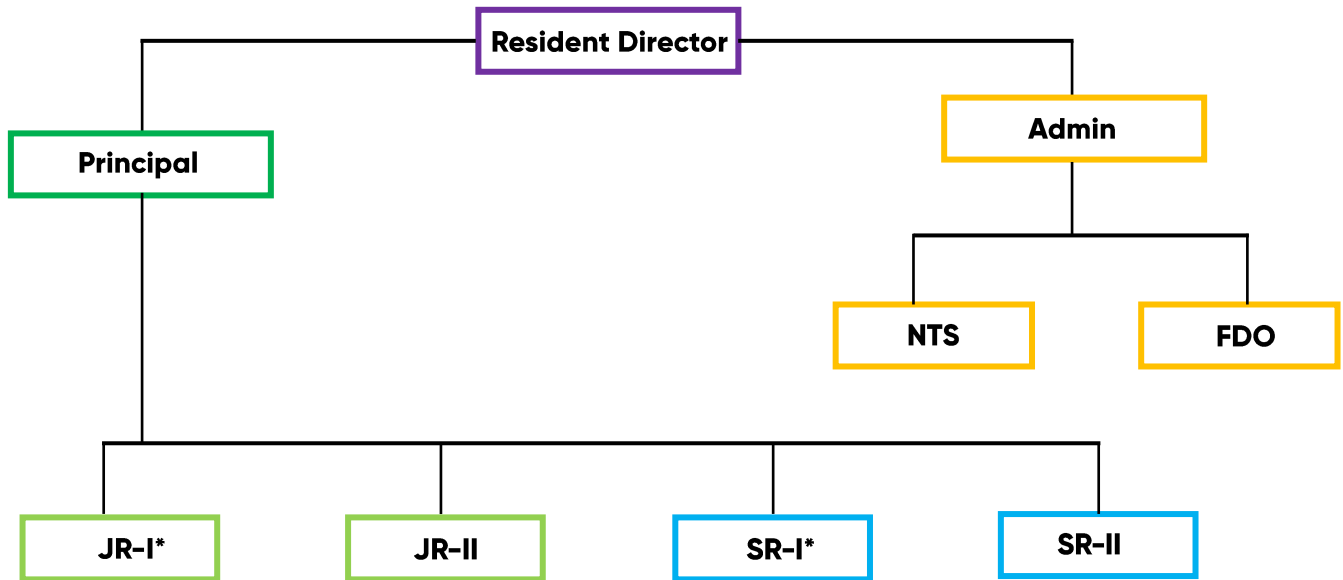 Resident Director
Admin
Principal
NTS
FDO
JR-I*
JR-II
SR-I*
SR-II